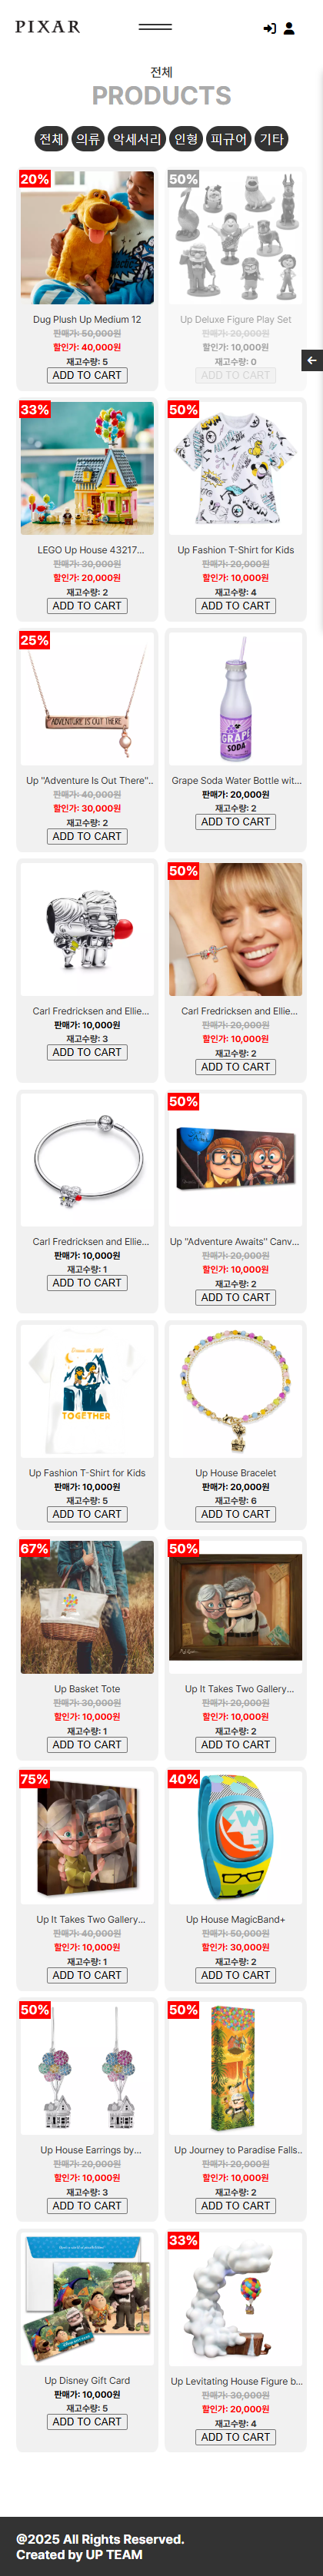 PIXAR
전체
PRODUCTS
전체 의류 악세서리 인형 피규어 기타
20%
Dug Plush Up Medium 12
판매가: 50,000원
할인가: 40,000원
재고수량: 5
ADD TO CART
50%
Up Deluxe Figure Play Set
판매가: 20,000원
할인가: 10,000원
재고수량: 0
ADD TO CART
33%
LEGO Up House 43217...
판매가: 30,000원
할인가: 20,000원
재고수량: 2
ADD TO CART
50%
Up Fashion T-Shirt for Kids
판매가: 20,000원
할인가: 10,000원
재고수량: 4
ADD TO CART
25%
ADVENTURE IS OUT THERE
Up "Adventure Is Out There"..
판매가: 40,000원
할인가: 30,000원
재고수량: 2
ADD TO CART
GRAPE
SODA
Grape Soda Water Bottle wit...
판매가: 20,000원
재고수량: 2
ADD TO CART
Carl Fredricksen and Ellie...
판매가: 10,000원
재고수량: 3
ADD TO CART
50%
Carl Fredricksen and Ellie...
판매가: 20,000원
할인가: 10,000원
재고수량: 2
ADD TO CART
Carl Fredricksen and Ellie...
판매가: 10,000원
재고수량: 1
ADD TO CART
50%
Up "Adventure Awaits" Canv...
판매가: 20,000원
할인가: 10,000원
재고수량: 2
ADD TO CART
TOGETHER
Up Fashion T-Shirt for Kids
판매가: 10,000원
재고수량: 5
ADD TO CART
Up House Bracelet
판매가: 20,000원
재고수량: 6
ADD TO CART
67%
Up Basket Tote
판매가: 30,000원
할인가: 10,000원
재고수량: 1
ADD TO CART
50%
Up It Takes Two Gallery...
판매가: 20,000원
할인가: 10,000원
재고수량: 2
ADD TO CART
75%
Up It Takes Two Gallery...
판매가: 40,000원
할인가: 10,000원
재고수량: 1
ADD TO CART
40%
Up House MagicBand+
판매가: 50,000원
할인가: 30,000원
재고수량: 2
ADD TO CART
50%
Up House Earrings by...
판매가: 20,000원
할인가: 10,000원
재고수량: 3
ADD TO CART
50%
Up Journey to Paradise Falls..
판매가: 20,000원
할인가: 10,000원
재고수량: 2
ADD TO CART
Up Disney Gift Card
판매가: 10,000원
재고수량: 5
ADD TO CART
33%
Up Levitating House Figure b...
판매가: 30,000원
할인가: 20,000원
재고수량: 4
ADD TO CART
@2025 All Rights Reserved.
Created by UP TEAM